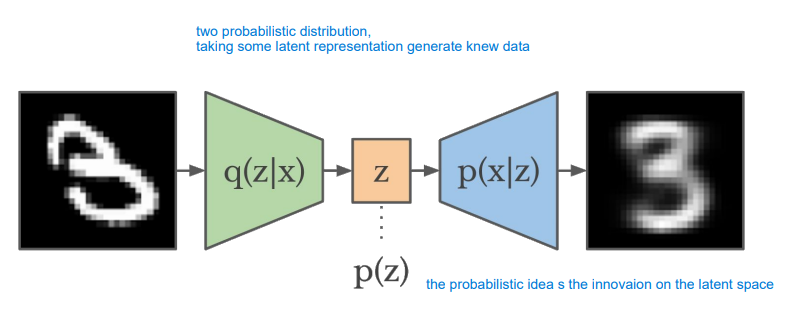 two probabilistic distribution,
taking some latent representation generate knew data
q(z|x)
z
p(x|z)
p(z)
the probabilistic idea s the innovaion on the latent space